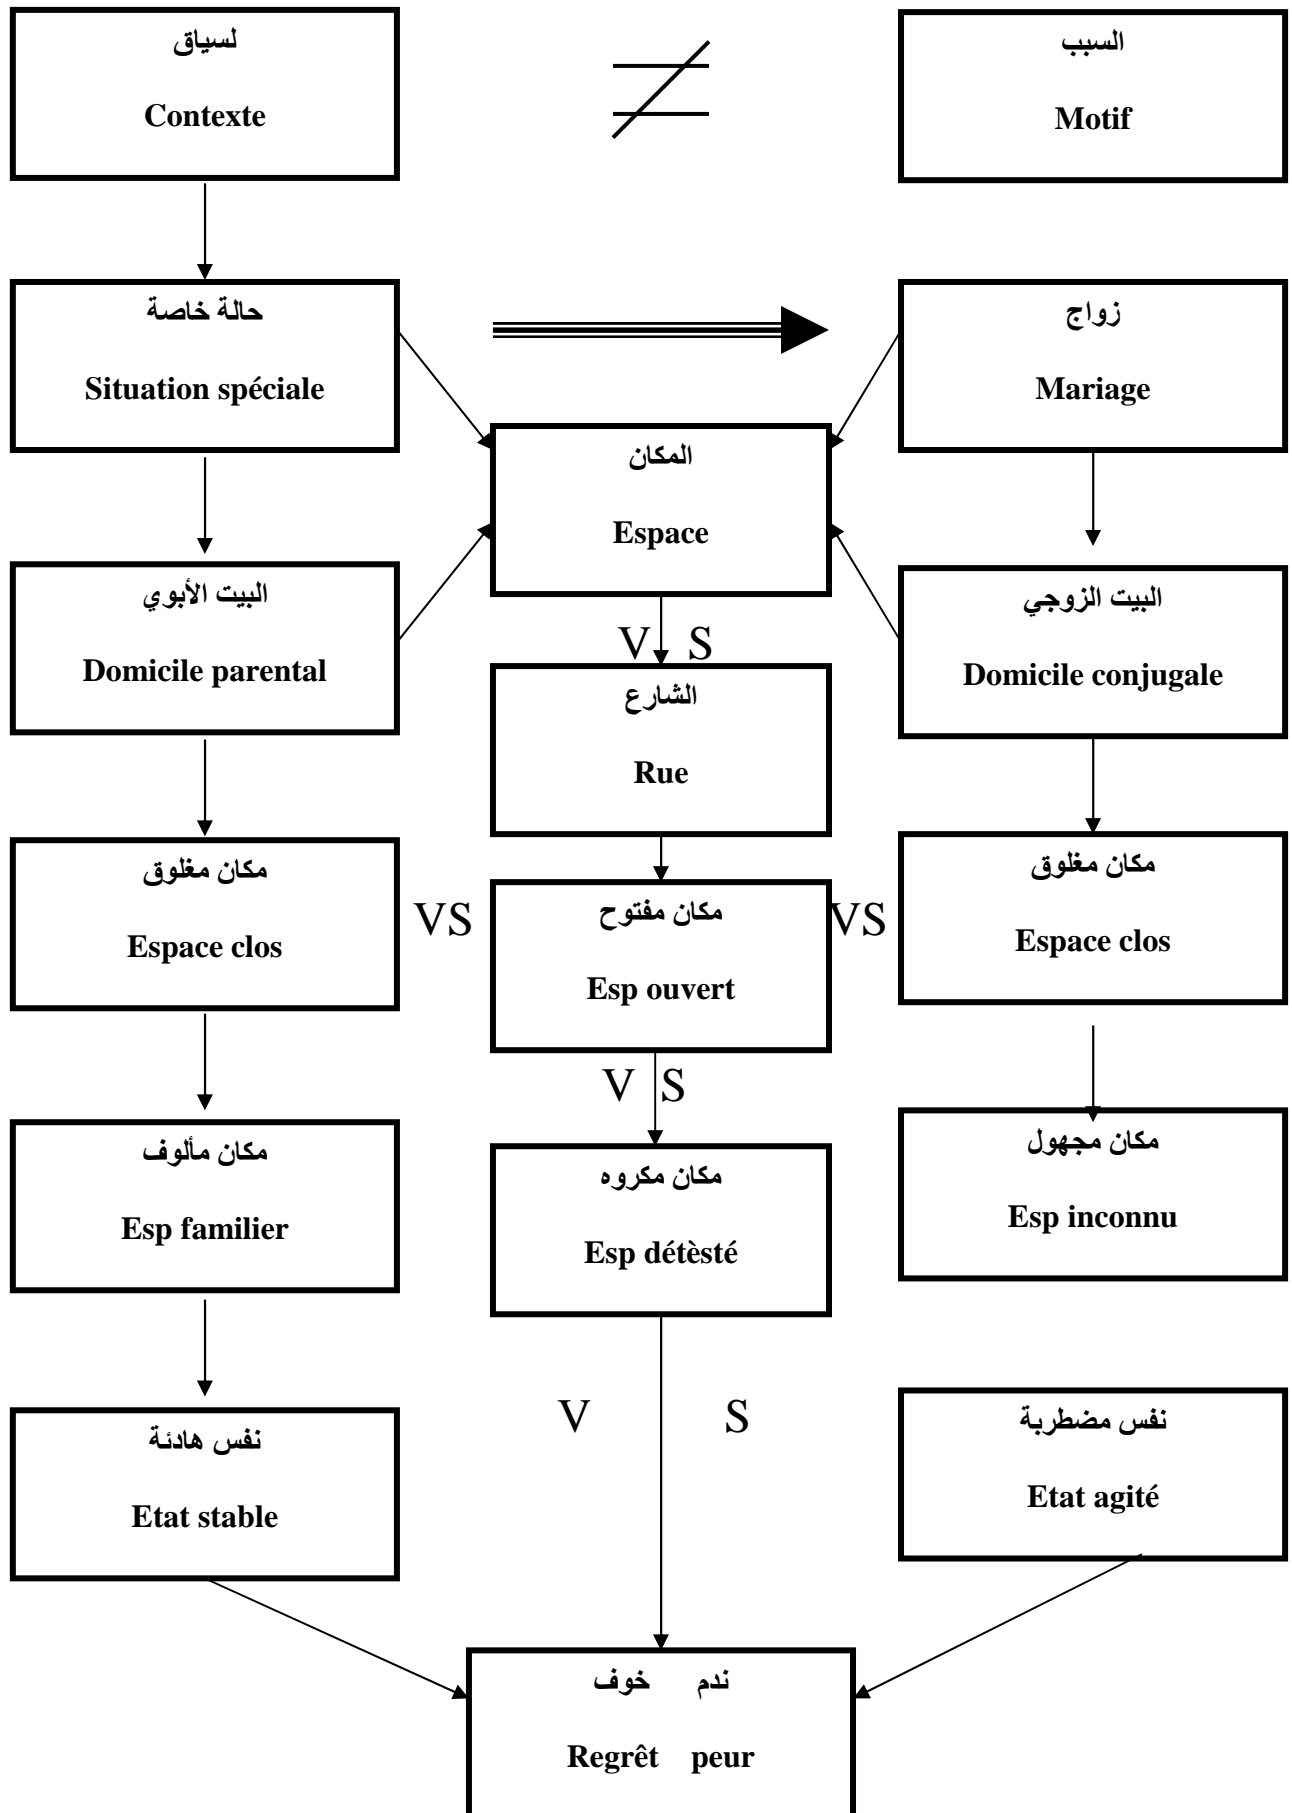 لسياق
Contexte
السبب
Motif
حالة خاصة
Situation spéciale
زواج
Mariage
المكان
Espace
البيت الأبوي
Domicile parental
V S
البيت الزوجي
Domicile conjugale
الشارع
Rue
مكان مغلوق
Espace clos
VS
مكان مفتوح
Esp ouvert
VS
مكان مغلوق
Espace clos
V S
مكان مألوف
Esp familier
مكان مكروه
Esp détèsté
مكان مجهول
Esp inconnu
نفس هادئة
Etat stable
V S
نفس مضطربة
Etat agité
ندم خوف
Regrêt peur